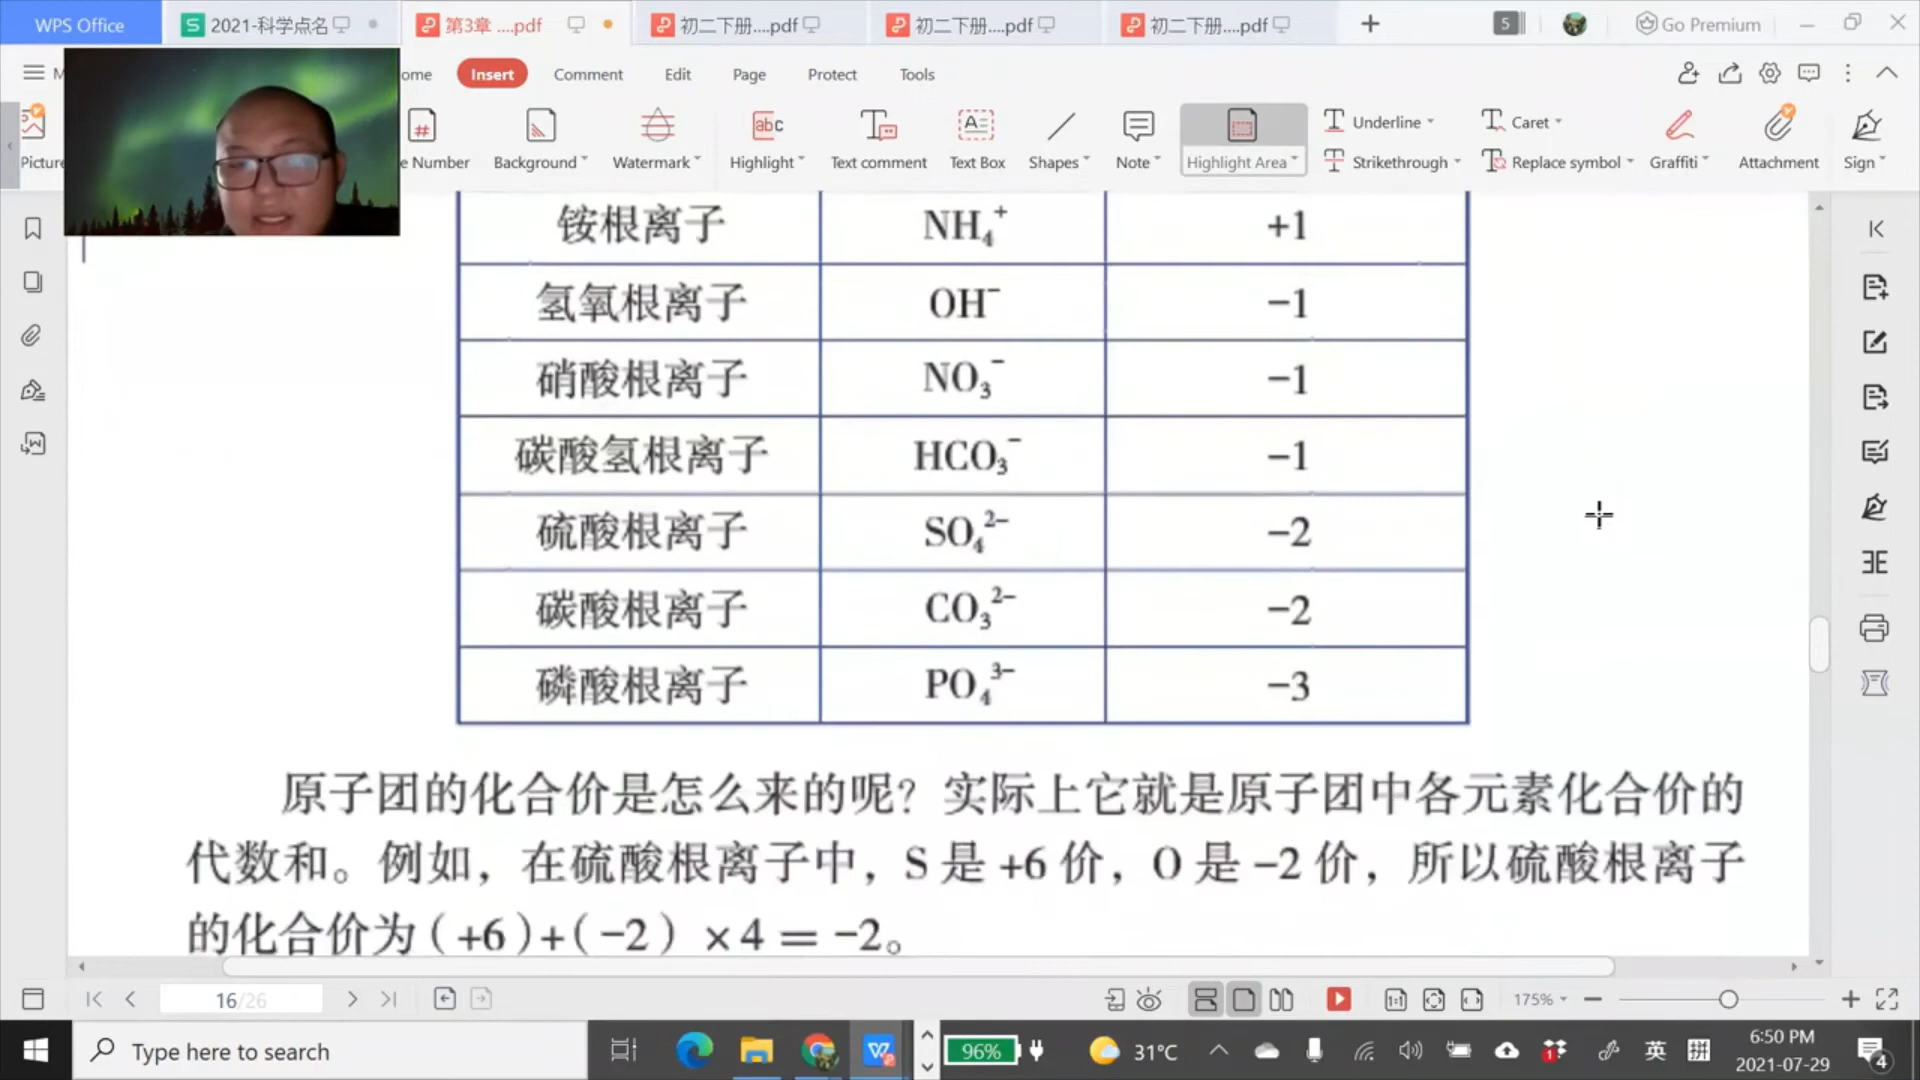 WPS Office
2021-科学点名
第3章 ....pdf
初二下册....pdf
初二下册....pdf
初二下册....pdf
5
Go Premium
ome
Insert
Comment
Edit
Page
Protect
Tools
Picture
e Number
Background
Watermark
Highlight
Text comment
Text Box
Shapes
Note
Highlight Area
Underline
Strikethrough
Caret
Replace symbol
Graffiti
Attachment
Sign
铵根离子 NH₄⁺ +1
氢氧根离子 OH⁻ −1
硝酸根离子 NO₃⁻ −1
碳酸氢根离子 HCO₃⁻ −1
硫酸根离子 SO₄²⁻ −2
碳酸根离子 CO₃²⁻ −2
磷酸根离子 PO₄³⁻ −3
原子团的化合价是怎么来的呢？实际上它就是原子团中各元素化合价的
代数和。例如，在硫酸根离子中，S 是 +6 价，O 是 −2 价，所以硫酸根离子
的化合价为（+6）+（−2）×4 = −2。
16/26
175%
Type here to search
96%
31°C
英
拼
6:50 PM
2021-07-29
4